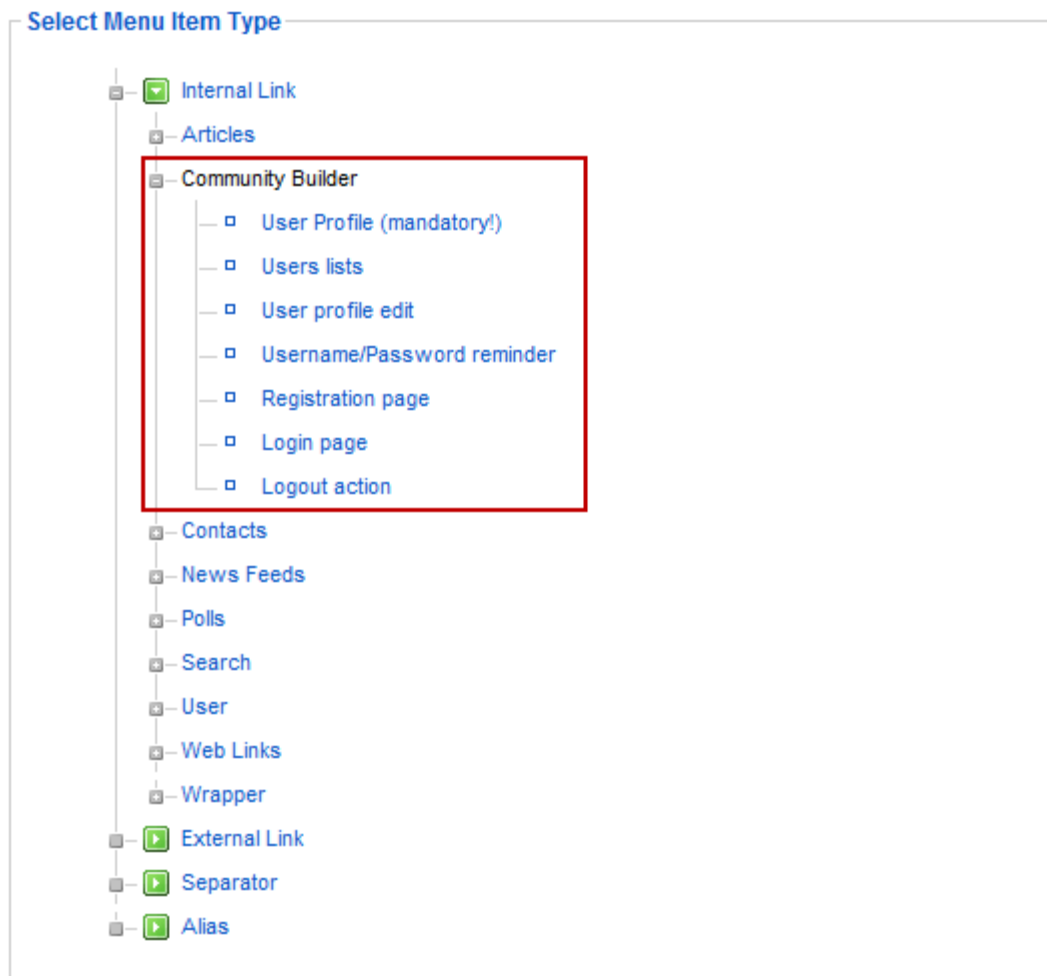 Select Menu Item Type
Internal Link
Articles
Community Builder
User Profile (mandatory!)
Users lists
User profile edit
Username/Password reminder
Registration page
Login page
Logout action
Contacts
News Feeds
Polls
Search
User
Web Links
Wrapper
External Link
Separator
Alias